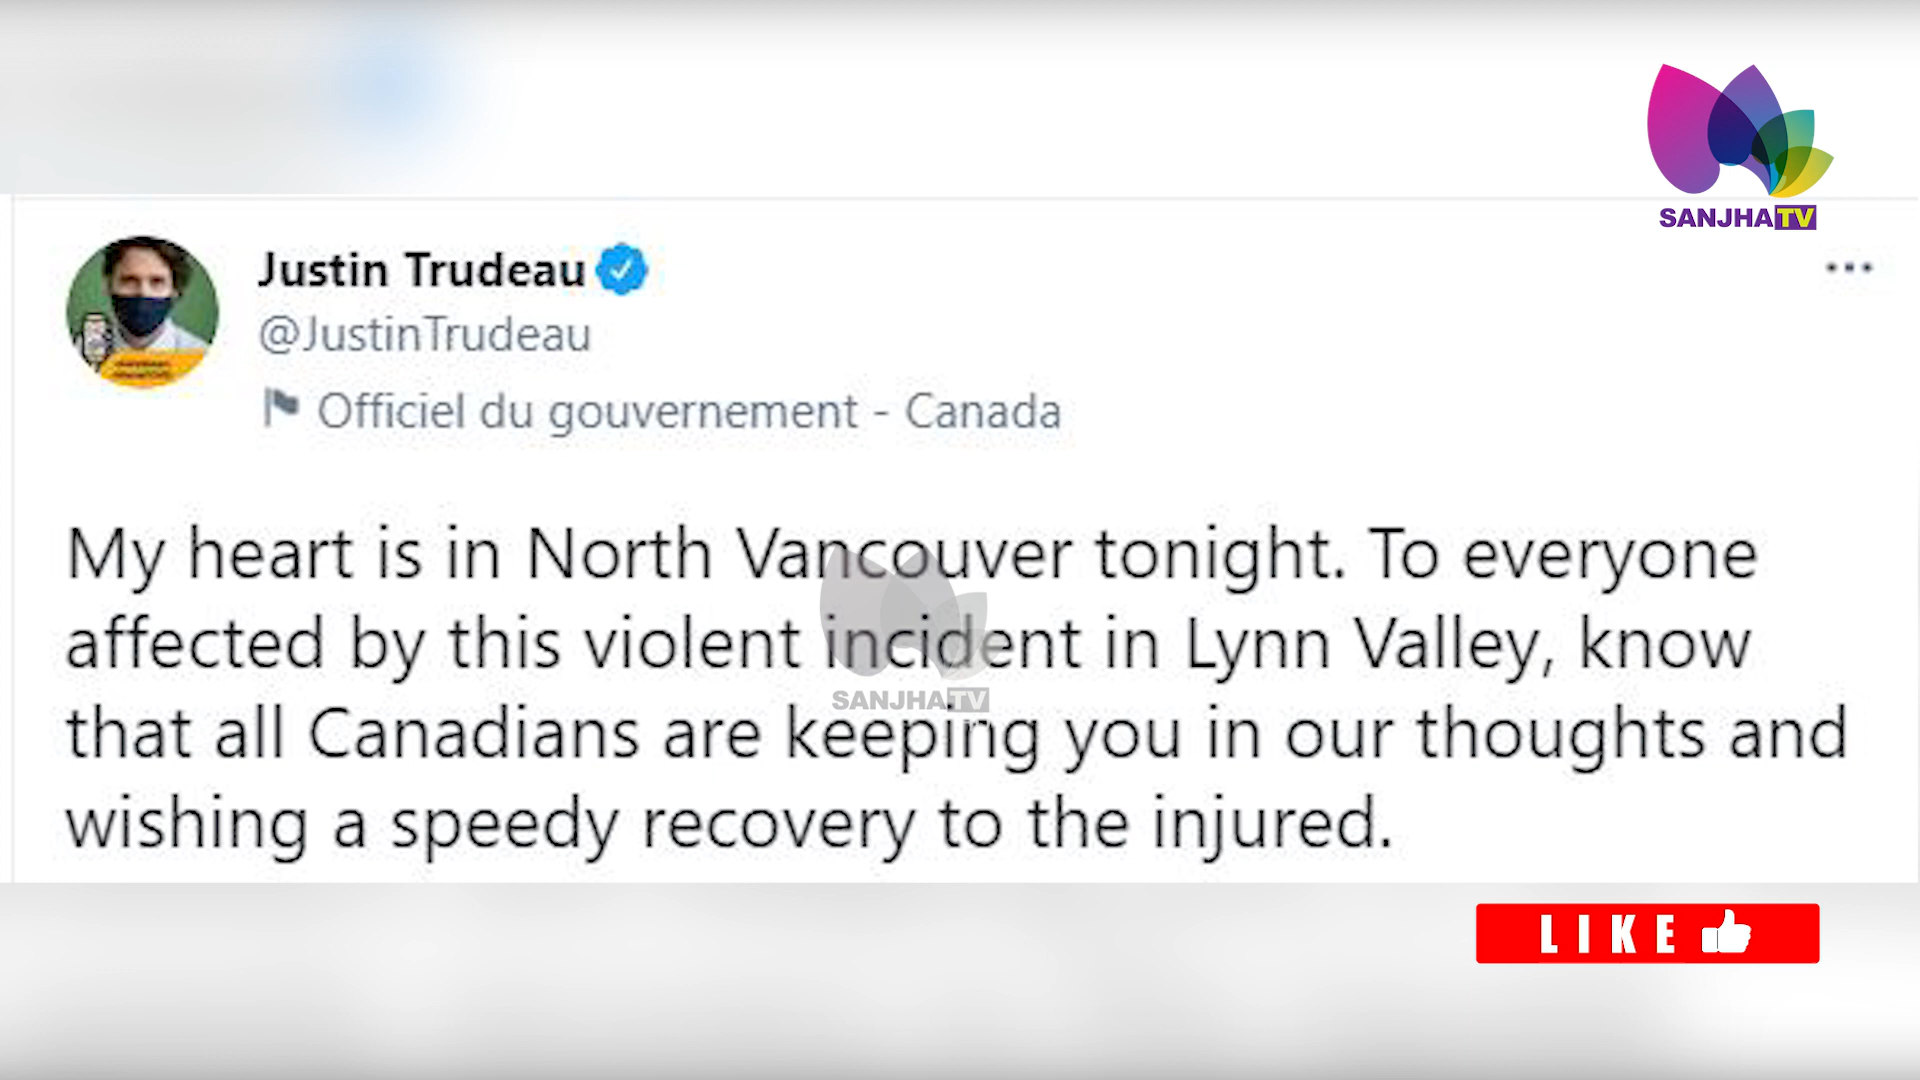 SANJHATV
Justin Trudeau
@JustinTrudeau
Officiel du gouvernement - Canada
My heart is in North Vancouver tonight. To everyone
affected by this violent incident in Lynn Valley, know
SANJHATV
that all Canadians are keeping you in our thoughts and
wishing a speedy recovery to the injured.
LIKE